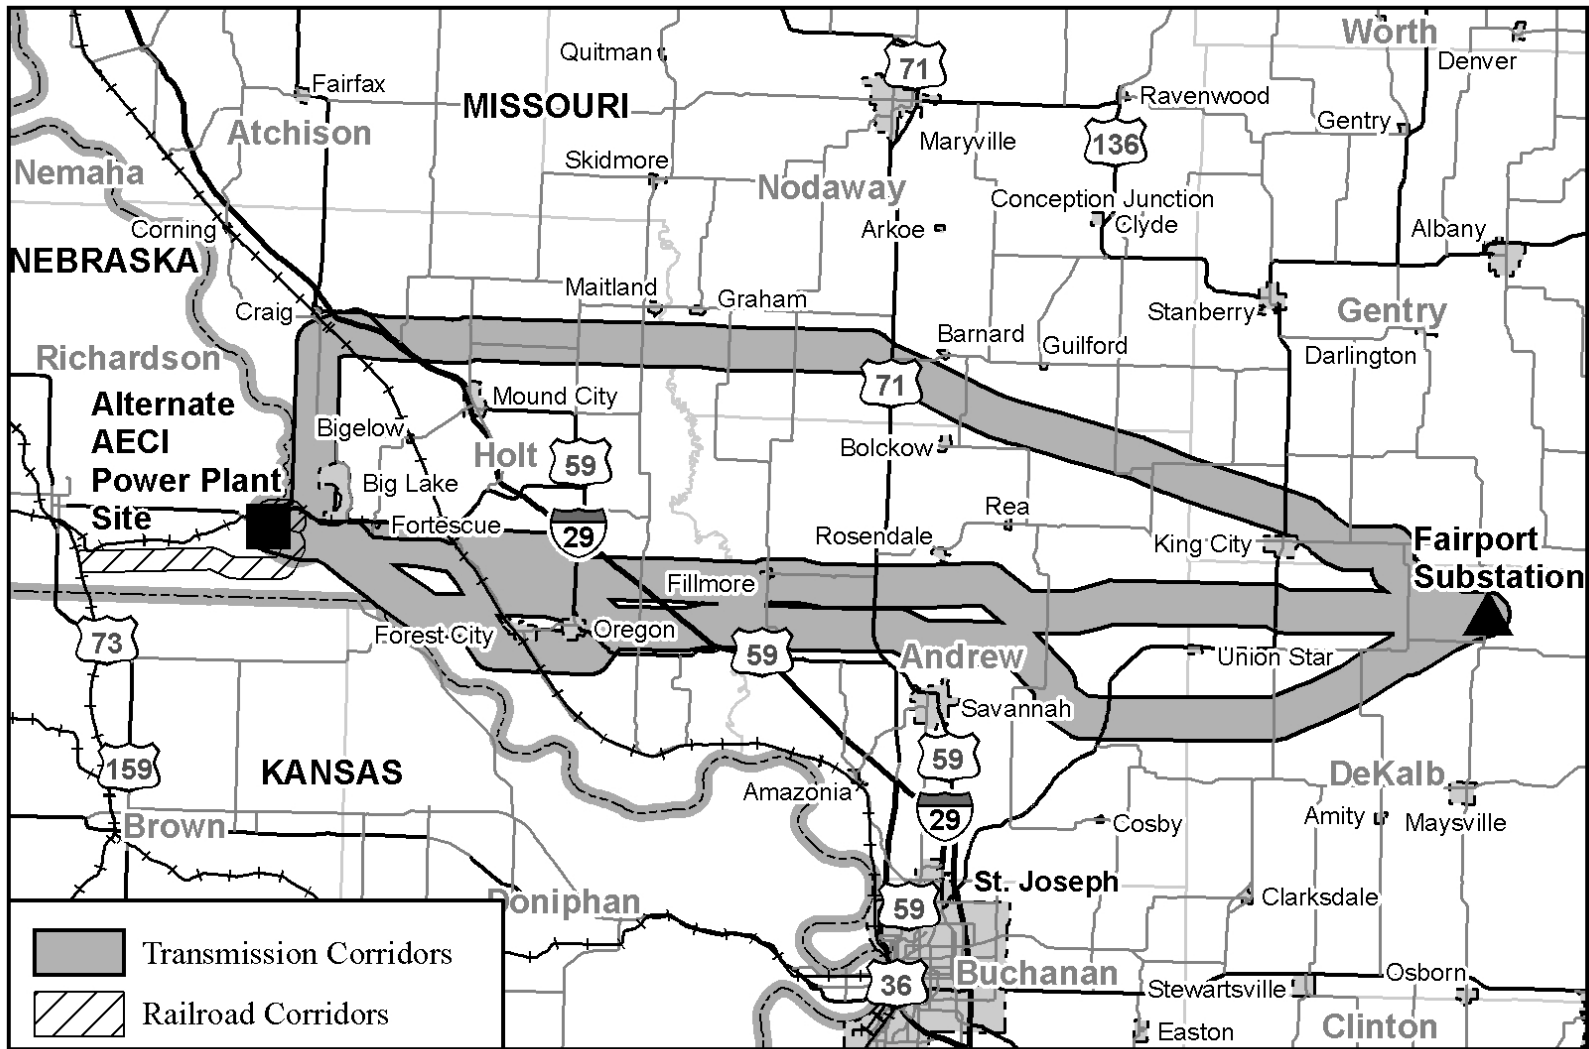 Worth
Quitman
71
Denver
Fairfax
MISSOURI
Ravenwood
Gentry
Atchison
Maryville
136
Skidmore
Nemaha
Nodaway
Conception Junction
Clyde
Corning
Arkoe
Albany
NEBRASKA
Maitland
Graham
Craig
Stanberry
Gentry
Barnard
Guilford
Richardson
Darlington
71
Alternate
AECI
Power Plant
Site
Mound City
Bigelow
Holt
59
Bolckow
Big Lake
Rea
Fortescue
29
Rosendale
King City
Fairport
Substation
Fillmore
73
Forest City
Oregon
59
Andrew
Union Star
Savannah
159
KANSAS
59
DeKalb
Amazonia
29
Cosby
Amity
Maysville
Brown
St. Joseph
Doniphan
59
Clarksdale
Transmission Corridors
Buchanan
36
Stewartsville
Osborn
Railroad Corridors
Easton
Clinton